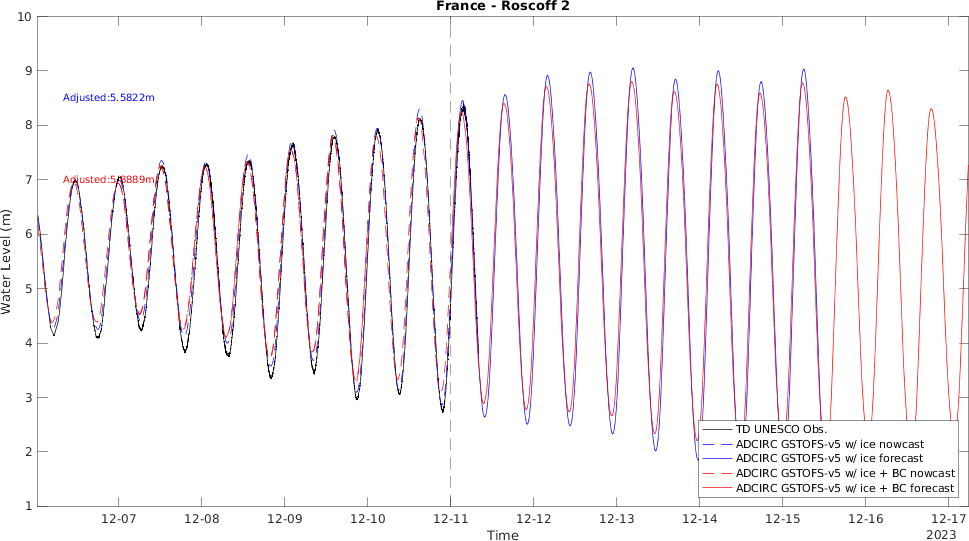 France - Roscoff 2
10
9
8
7
6
5
4
3
2
1
Water Level (m)
Adjusted:5.5822m
TD UNESCO Obs.
ADCIRC GSTOFS-v5 w/ ice nowcast
ADCIRC GSTOFS-v5 w/ ice forecast
ADCIRC GSTOFS-v5 w/ ice + BC nowcast
ADCIRC GSTOFS-v5 w/ ice + BC forecast
12-07
12-08
12-09
12-10
12-11
12-12
12-13
12-14
12-15
12-16
12-17
Time
2023